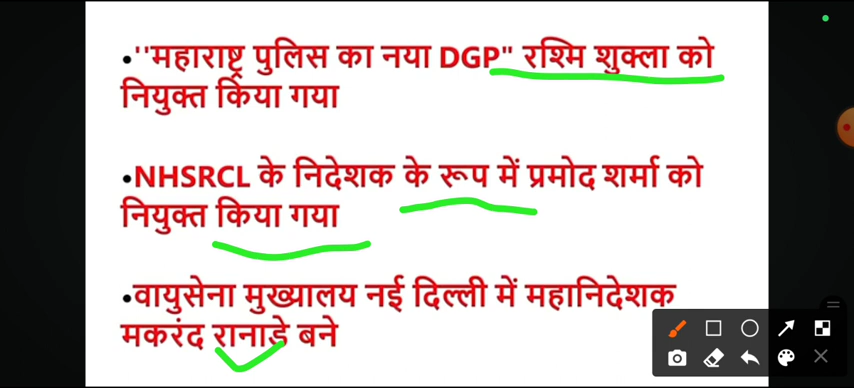 •''महाराष्ट्र पुलिस का नया DGP" रश्मि शुक्ला को
नियुक्त किया गया
•NHSRCL के निदेशक के रूप में प्रमोद शर्मा को
नियुक्त किया गया
•वायुसेना मुख्यालय नई दिल्ली में महानिदेशक
मकरंद रानाडे बने